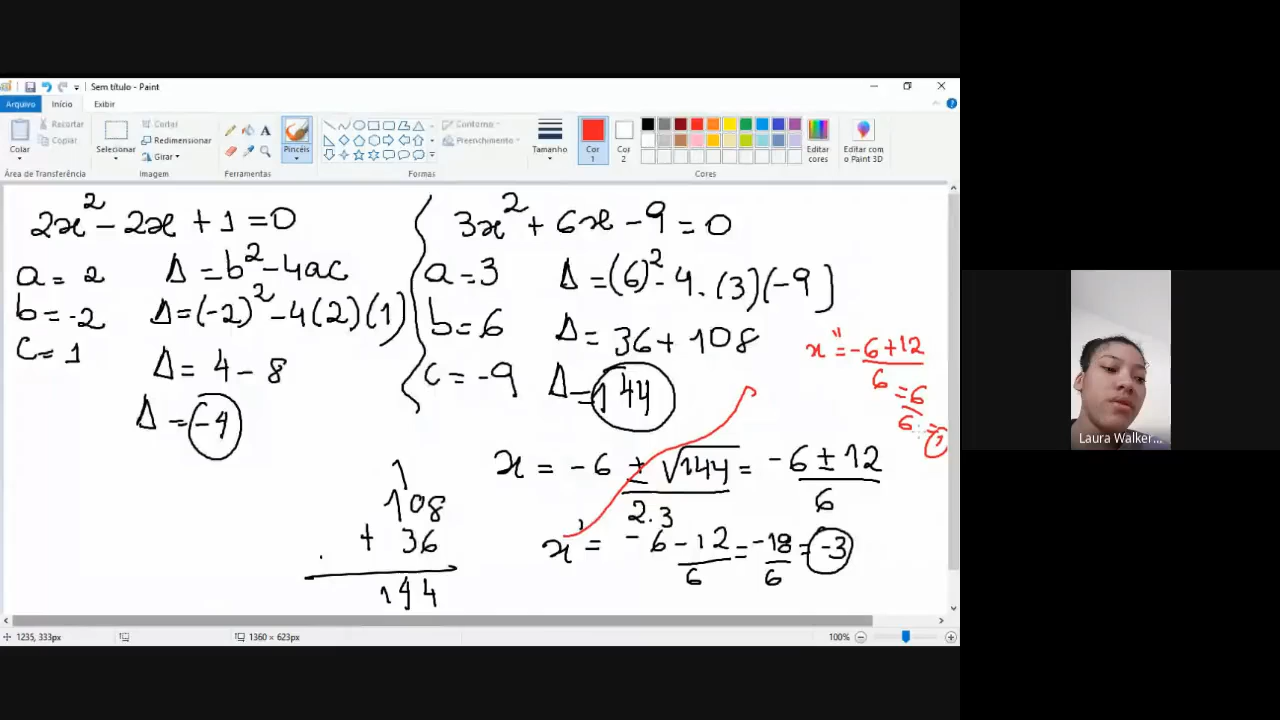 Sem título - Paint
Arquivo Início Exibir
Colar
Recortar
Copiar
Área de Transferência
Selecionar
Cortar
Redimensionar
Girar
Imagem
A
Ferramentas
Pincéis
Contorno
Preenchimento
Formas
Tamanho
Cor 1
Cor 2
Editar cores
Editar com o Paint 3D
Cores
2x² - 2x + 1 = 0
a = 2
b = -2
c = 1
Δ = b² - 4ac
Δ = (-2)² - 4(2)(1)
Δ = 4 - 8
Δ = -4
3x² + 6x - 9 = 0
a = 3
b = 6
c = -9
Δ = (6)² - 4 . (3)(-9)
Δ = 36 + 108
Δ = 144
x" = -6+12
6
= 6
6
= 1
x = -6 ± √144 = -6 ± 12
2.3 6
x' = -6 - 12 = -18 = -3
6 6
1
108
+ 36
144
1235, 333px
1360 × 623px
100%
Laura Walker...